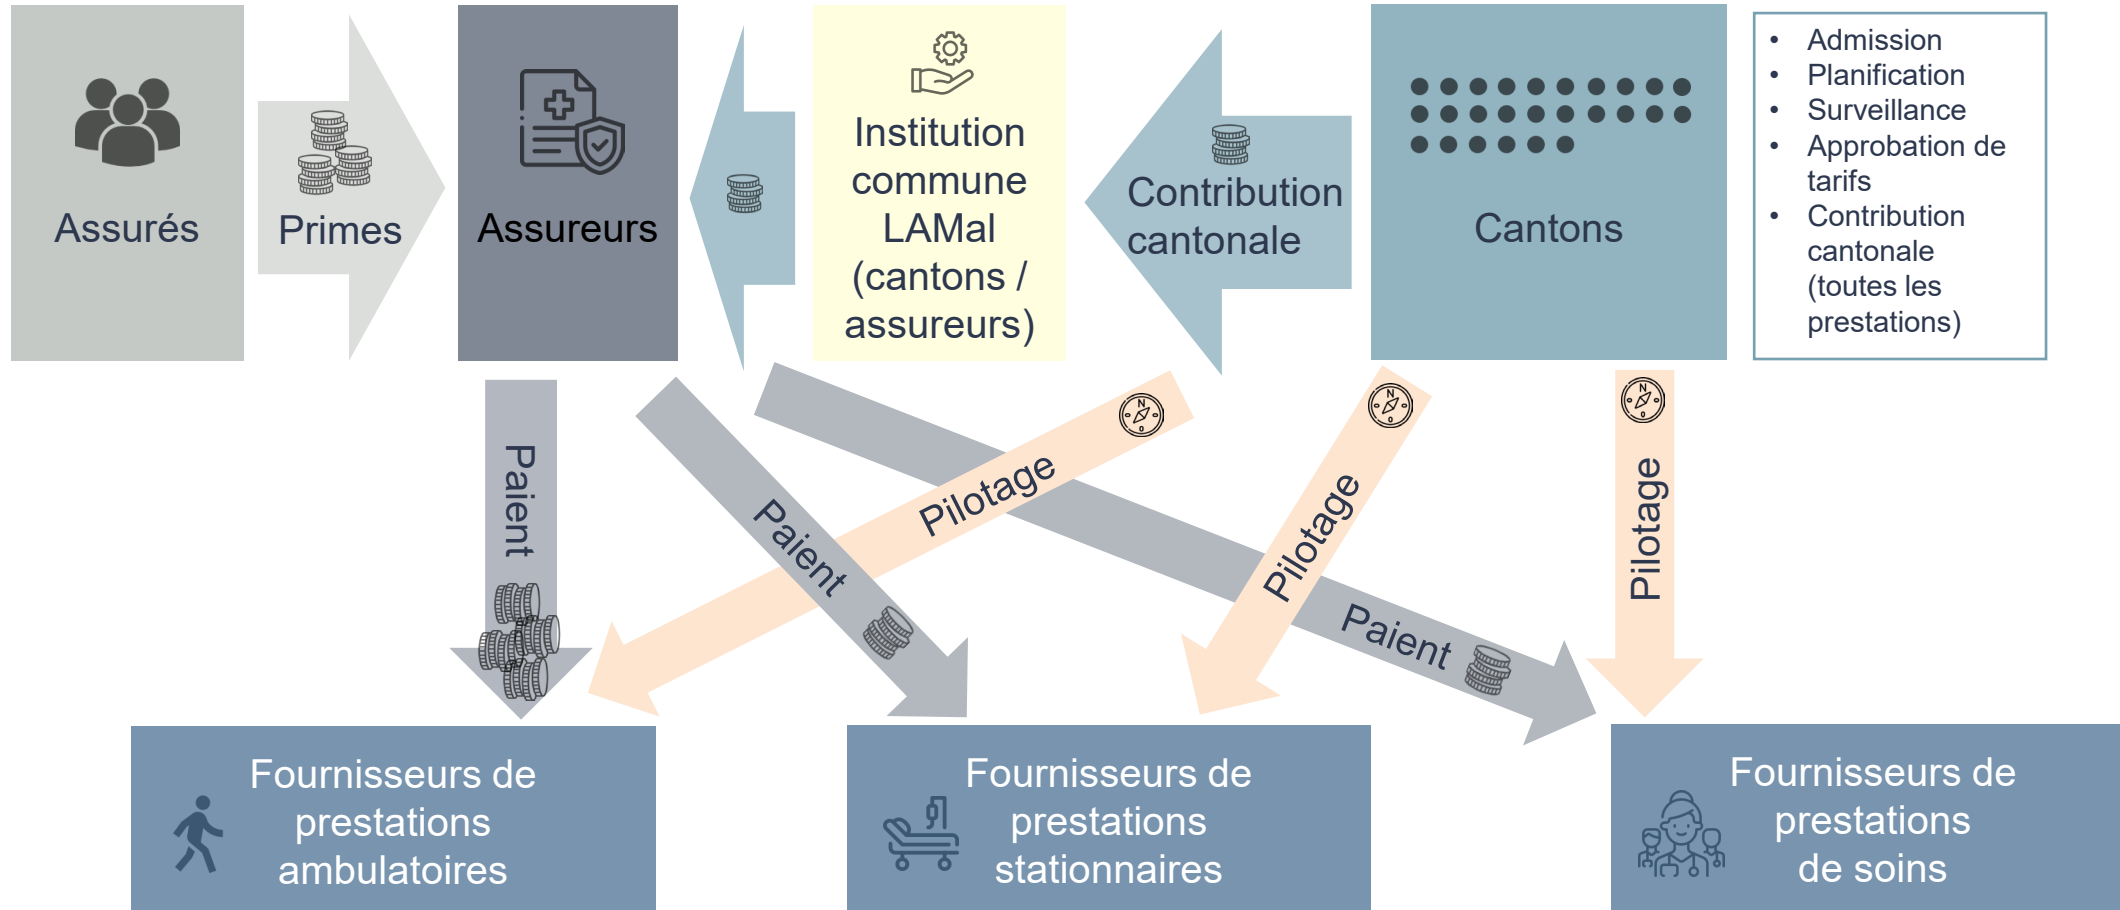 Assurés
Primes
Assureurs
Institution
commune
LAMal
(cantons /
assureurs)
Contribution
cantonale
Cantons
• Admission
• Planification
• Surveillance
• Approbation de
tarifs
• Contribution
cantonale
(toutes les
prestations)
Paient
Paient
Pilotage
Pilotage
Paient
Pilotage
Fournisseurs de
prestations
ambulatoires
Fournisseurs de
prestations
stationnaires
Fournisseurs de
prestations
de soins